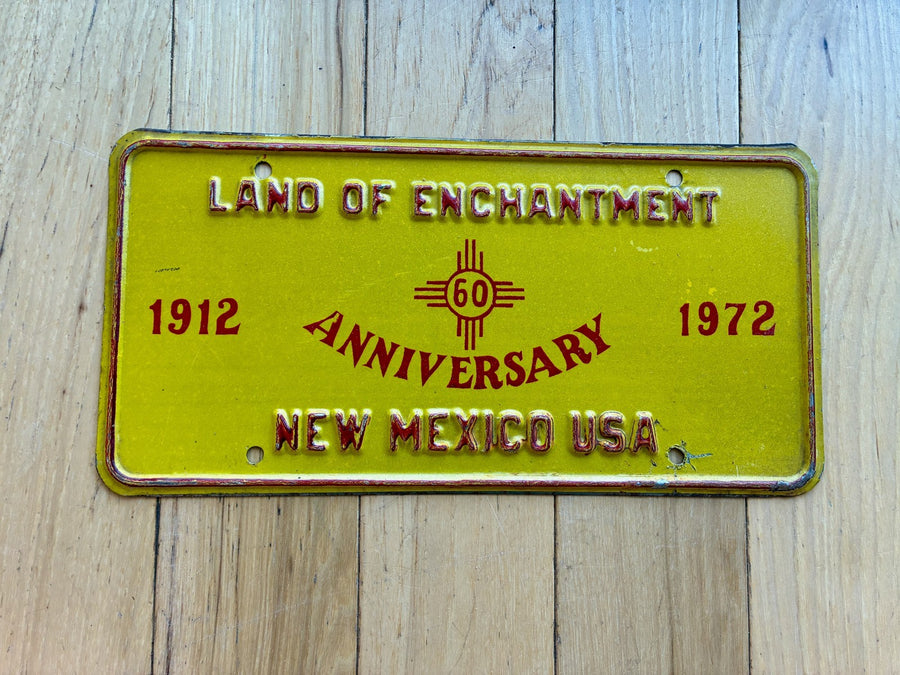 LAND OF ENCHANTMENT
60
1912 1972
ANNIVERSARY
NEW MEXICO USA